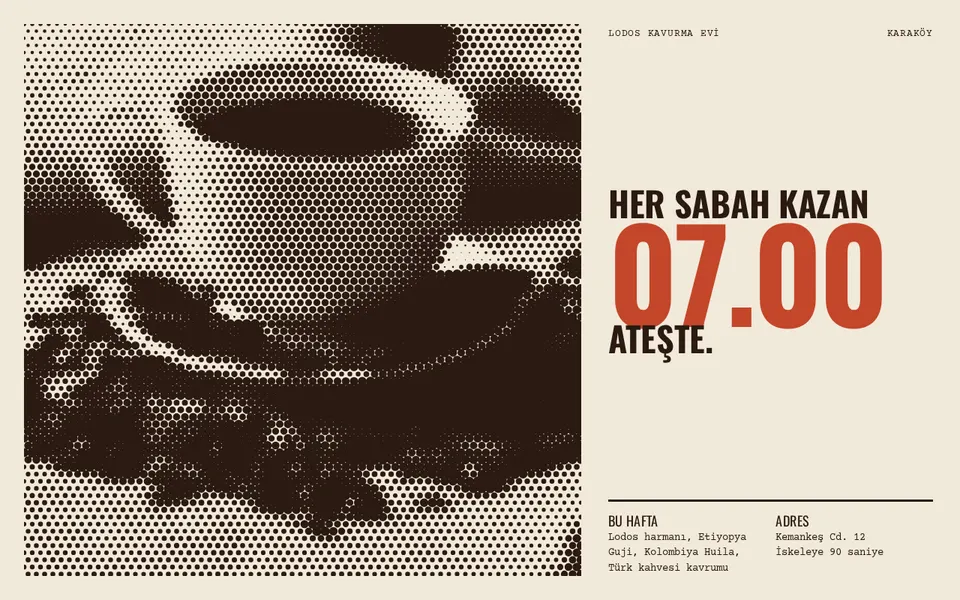 LODOS KAVURMA EVİ
KARAKÖY
HER SABAH KAZAN
07.00
ATEŞTE.
BU HAFTA
Lodos harmanı, Etiyopya
Guji, Kolombiya Huila,
Türk kahvesi kavrumu
ADRES
Kemankeş Cd. 12
İskeleye 90 saniye